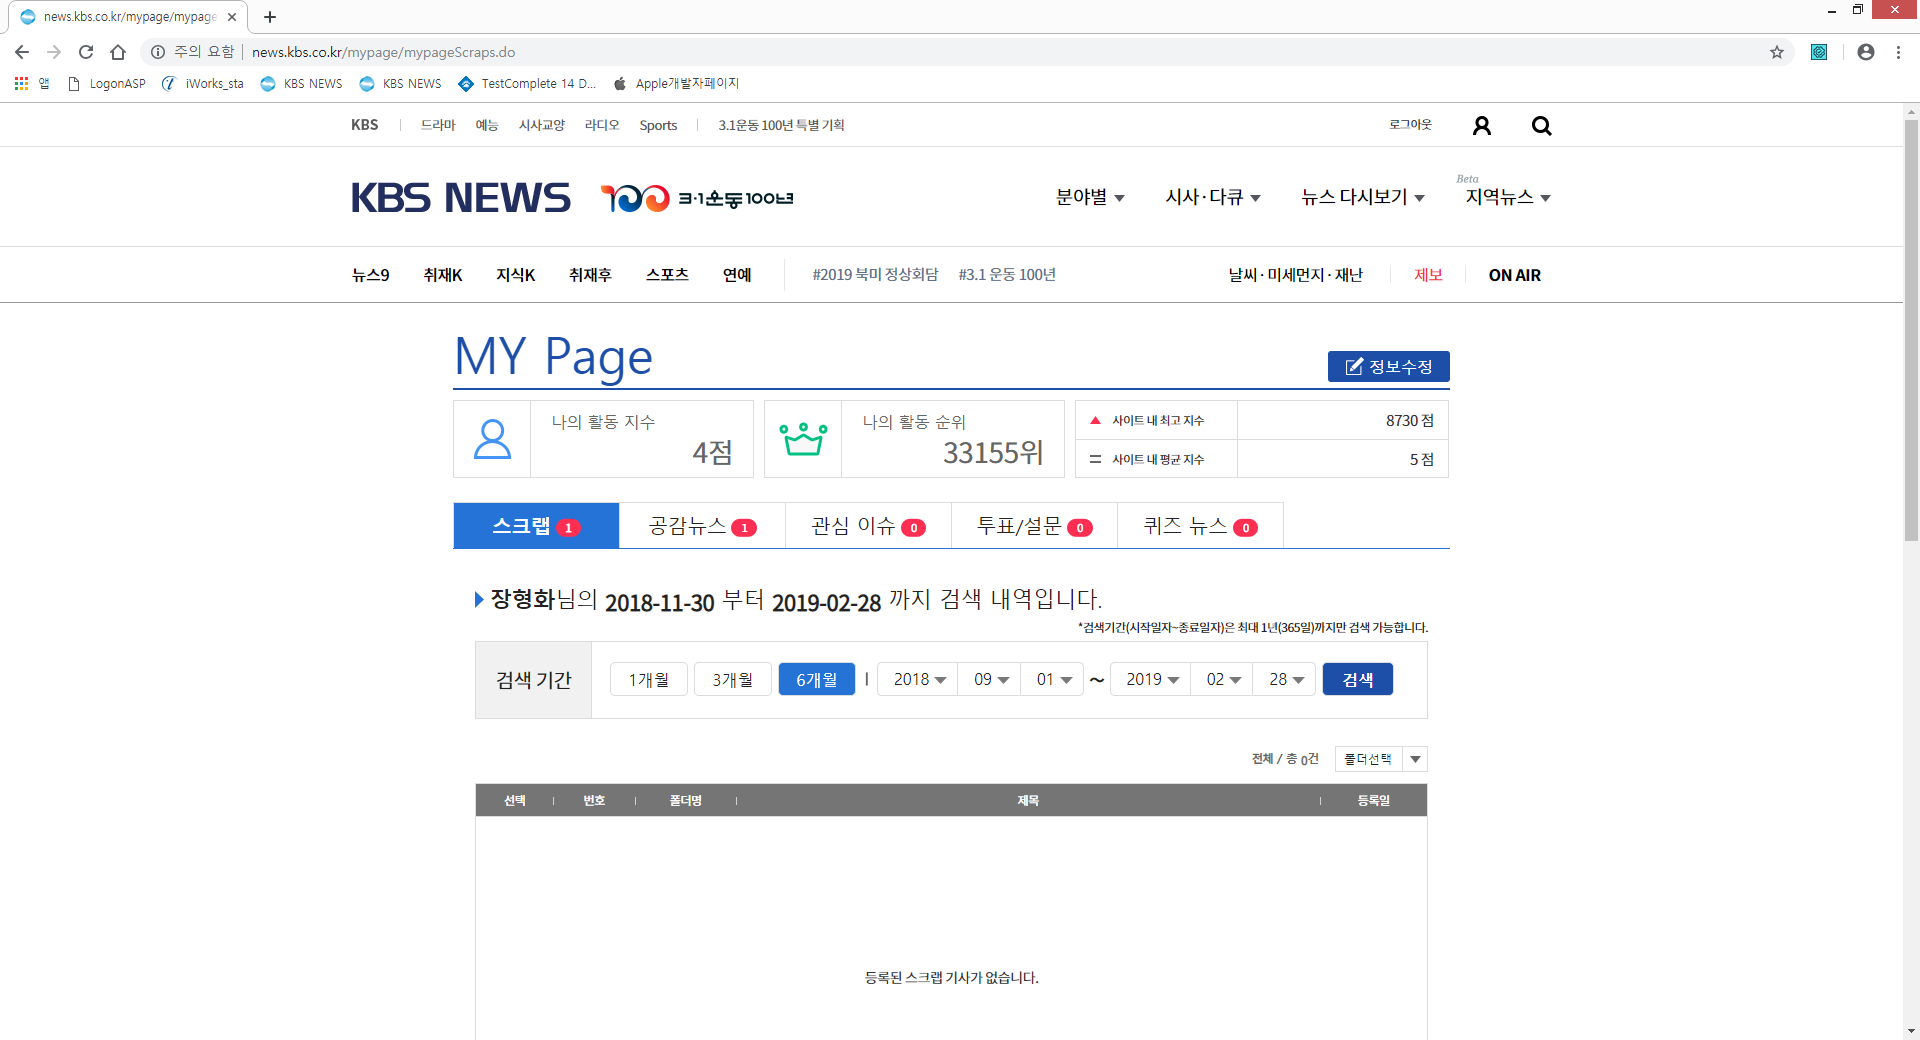 news.kbs.co.kr/mypage/mypage
주의 요함 | news.kbs.co.kr/mypage/mypageScraps.do
앱 LogonASP iWorks_sta KBS NEWS KBS NEWS TestComplete 14 D... Apple개발자페이지
KBS 드라마 예능 시사교양 라디오 Sports 3.1운동 100년 특별 기획 로그아웃
Beta
KBS NEWS 100 3·1운동100년 분야별 시사·다큐 뉴스 다시보기 지역뉴스
뉴스9 취재K 지식K 취재후 스포츠 연예 #2019 북미 정상회담 #3.1 운동 100년 날씨·미세먼지·재난 제보 ON AIR
MY Page 정보수정
나의 활동 지수
4점
나의 활동 순위
33155위
사이트 내 최고 지수 8730 점
사이트 내 평균 지수 5 점
스크랩 1 공감뉴스 1 관심 이슈 0 투표/설문 0 퀴즈 뉴스 0
장형화님의 2018-11-30 부터 2019-02-28 까지 검색 내역입니다.
*검색기간(시작일자~종료일자)은 최대 1년(365일)까지만 검색 가능합니다.
검색 기간 1개월 3개월 6개월 | 2018 09 01 ~ 2019 02 28 검색
전체 / 총 0건 폴더선택
선택 번호 폴더명 제목 등록일
등록된 스크랩 기사가 없습니다.